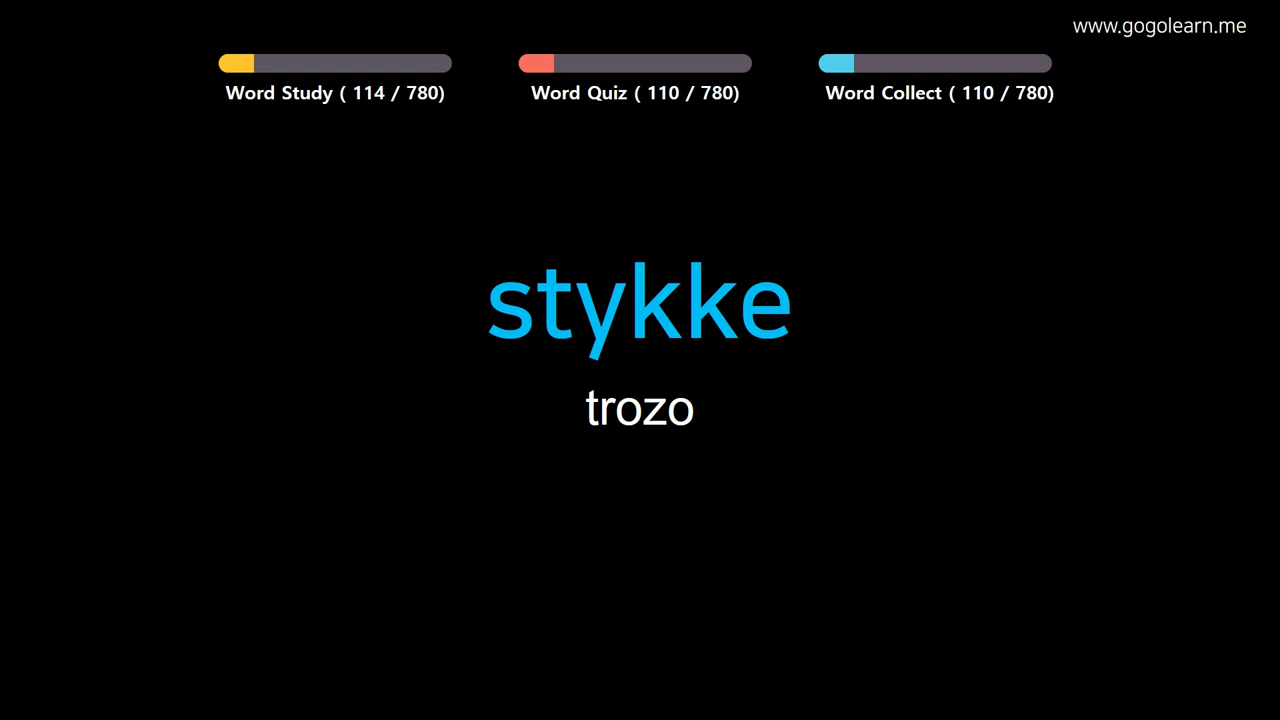 www.gogolearn.me
Word Study ( 114 / 780)
Word Quiz ( 110 / 780)
Word Collect ( 110 / 780)
stykke
trozo